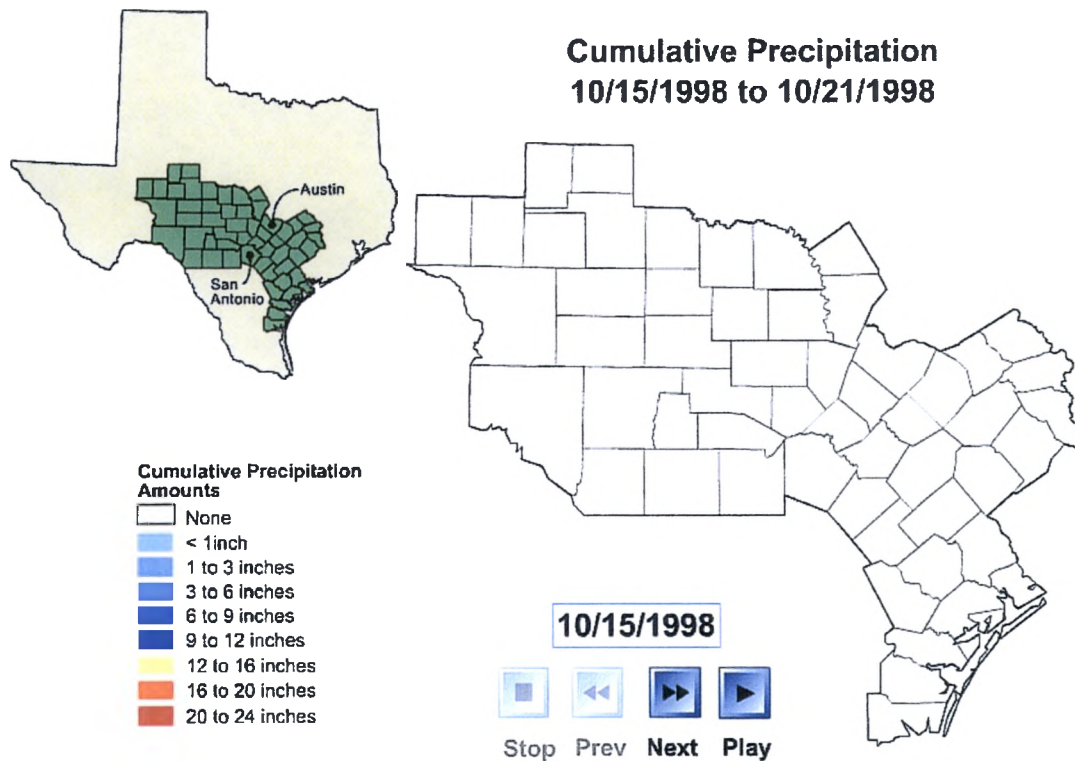 Cumulative Precipitation
10/15/1998 to 10/21/1998
Austin
San
Antonio
Cumulative Precipitation
Amounts
None
< 1inch
1 to 3 inches
3 to 6 inches
6 to 9 inches
9 to 12 inches
12 to 16 inches
16 to 20 inches
20 to 24 inches
10/15/1998
Stop Prev Next Play